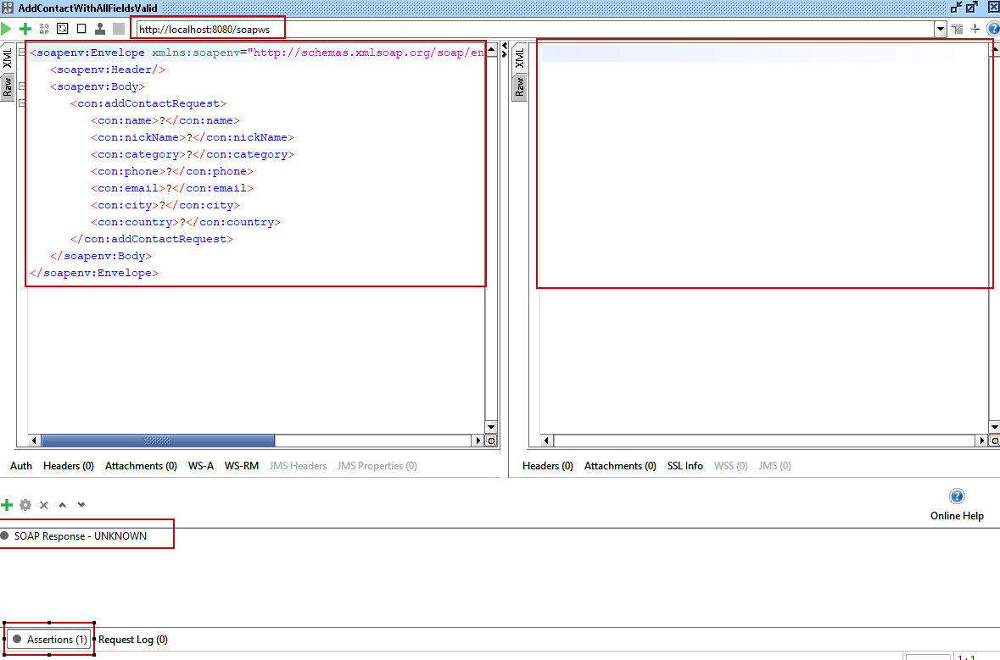 AddContactWithAllFieldsValid
SO
AP
http://localhost:8080/soapws
XML
Raw
<soapenv:Envelope xmlns:soapenv="http://schemas.xmlsoap.org/soap/en
<soapenv:Header/>
<soapenv:Body>
<con:addContactRequest>
<con:name>?</con:name>
<con:nickName>?</con:nickName>
<con:category>?</con:category>
<con:phone>?</con:phone>
<con:email>?</con:email>
<con:city>?</con:city>
<con:country>?</con:country>
</con:addContactRequest>
</soapenv:Body>
</soapenv:Envelope>
XML
Raw
Auth Headers (0) Attachments (0) WS-A WS-RM JMS Headers JMS Properties (0)
Headers (0) Attachments (0) SSL Info WSS (0) JMS (0)
Online Help
SOAP Response - UNKNOWN
Assertions (1) Request Log (0)
1 : 1